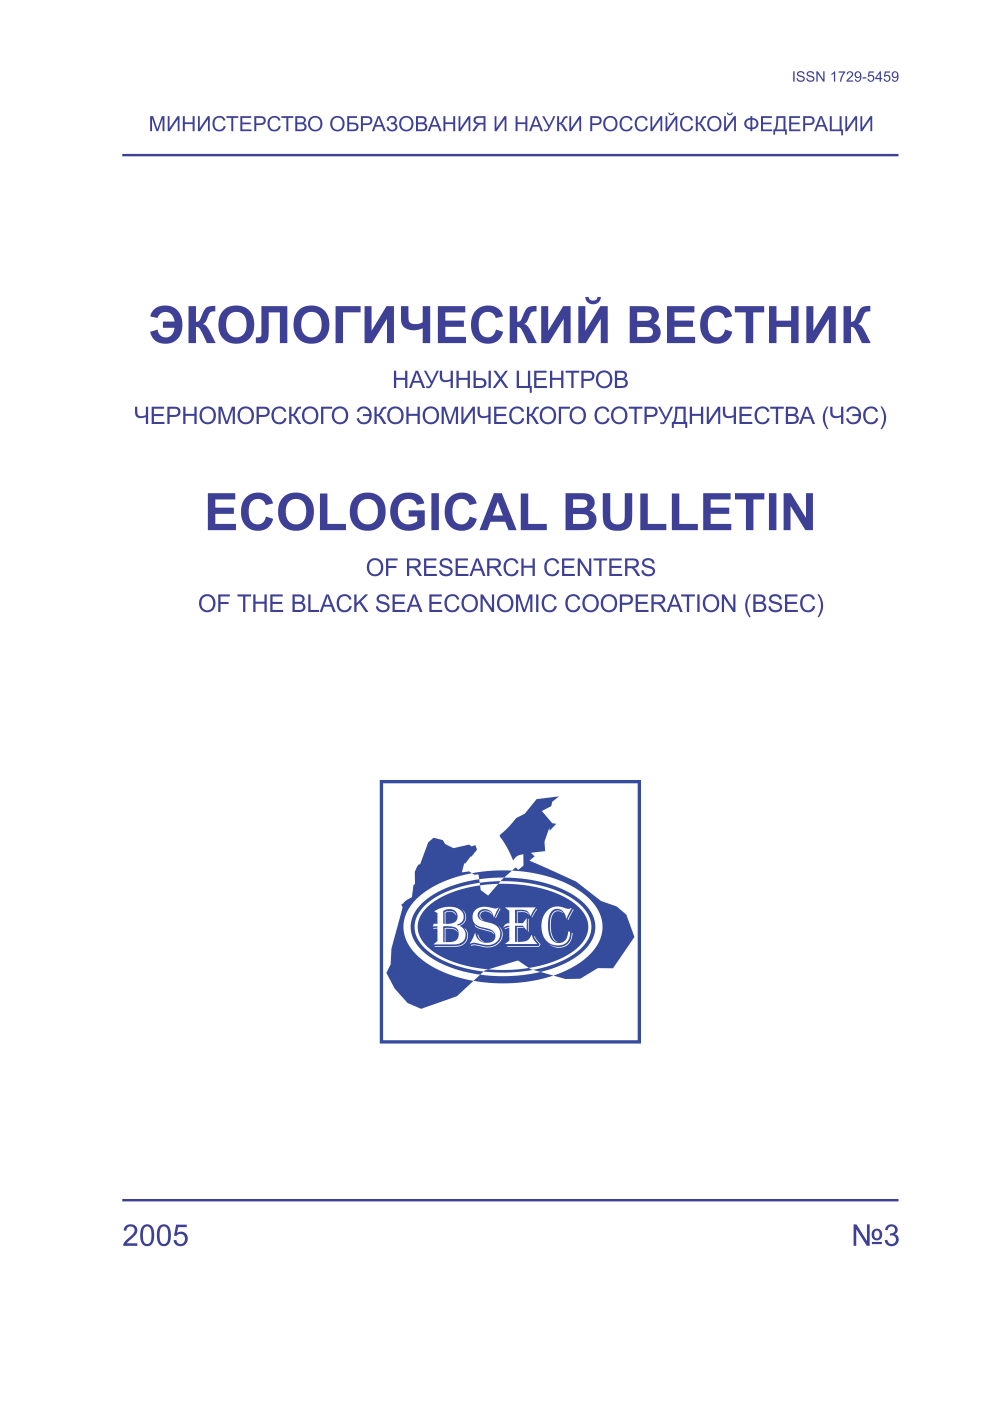 ISSN 1729-5459
МИНИСТЕРСТВО ОБРАЗОВАНИЯ И НАУКИ РОССИЙСКОЙ ФЕДЕРАЦИИ
ЭКОЛОГИЧЕСКИЙ ВЕСТНИК
НАУЧНЫХ ЦЕНТРОВ
ЧЕРНОМОРСКОГО ЭКОНОМИЧЕСКОГО СОТРУДНИЧЕСТВА (ЧЭС)
ECOLOGICAL BULLETIN
OF RESEARCH CENTERS
OF THE BLACK SEA ECONOMIC COOPERATION (BSEC)
BSEC
2005 №3